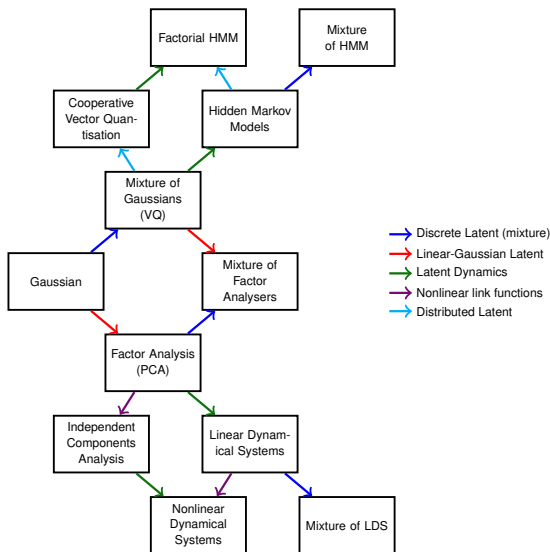 Factorial HMM
Mixture
of HMM
Cooperative
Vector Quan-
tisation
Hidden Markov
Models
Mixture of
Gaussians
(VQ)
Gaussian
Mixture of
Factor
Analysers
Discrete Latent (mixture)
Linear-Gaussian Latent
Latent Dynamics
Nonlinear link functions
Distributed Latent
Factor Analysis
(PCA)
Independent
Components
Analysis
Linear Dynam-
ical Systems
Nonlinear
Dynamical
Systems
Mixture of LDS